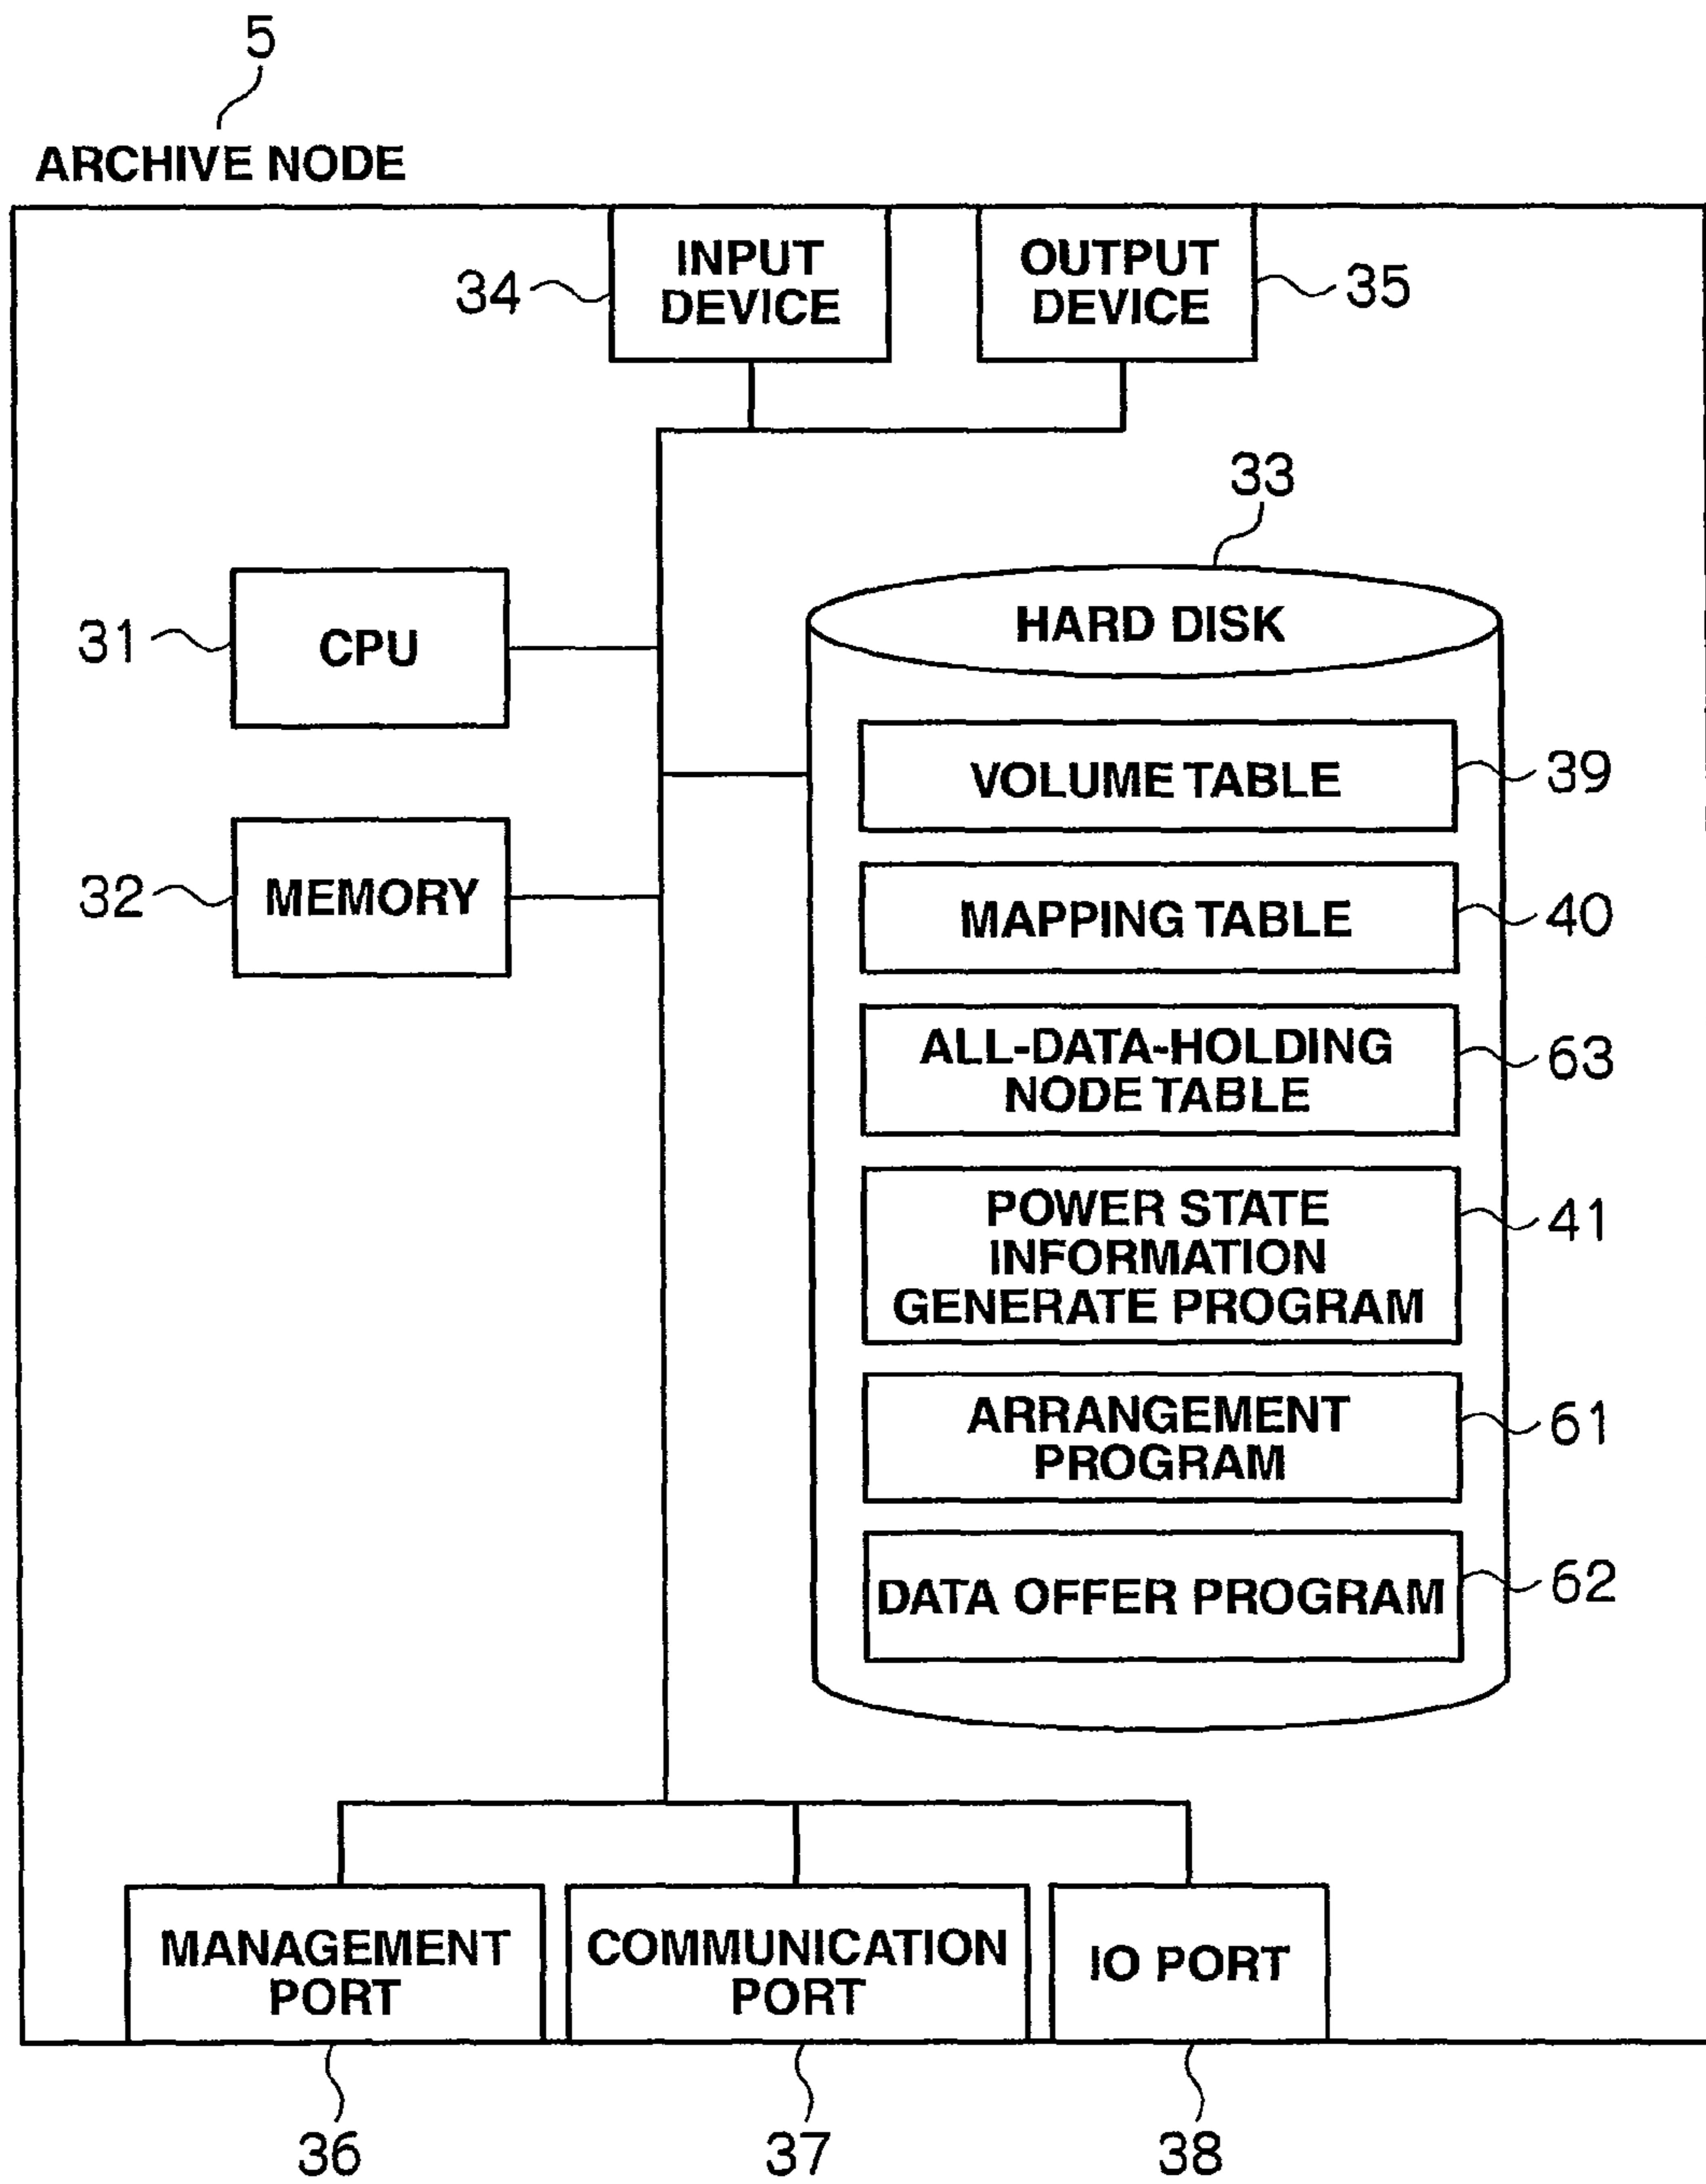 5
ARCHIVE NODE
INPUT
DEVICE
34
OUTPUT
DEVICE
35
33
HARD DISK
31
CPU
VOLUME TABLE
39
32
MEMORY
MAPPING TABLE
40
ALL-DATA-HOLDING
NODE TABLE
63
POWER STATE
INFORMATION
GENERATE PROGRAM
41
ARRANGEMENT
PROGRAM
61
DATA OFFER PROGRAM
62
MANAGEMENT
PORT
COMMUNICATION
PORT
IO PORT
36
37
38